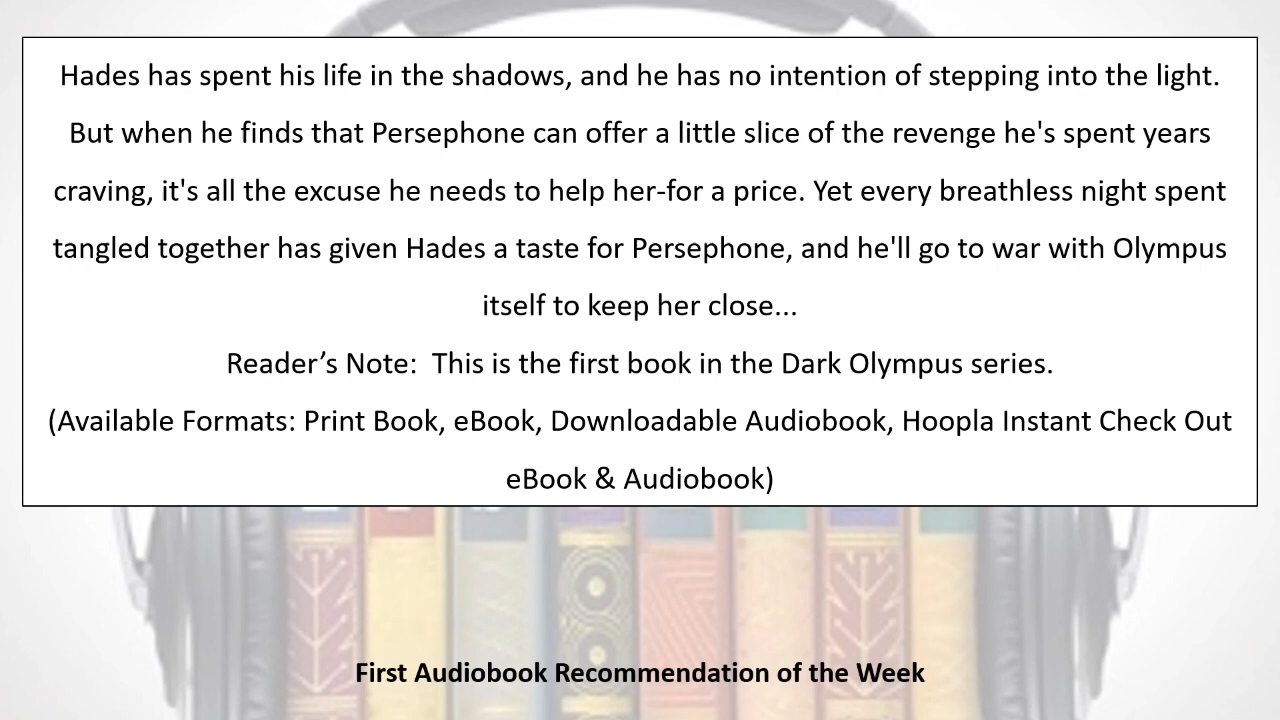 Hades has spent his life in the shadows, and he has no intention of stepping into the light.
But when he finds that Persephone can offer a little slice of the revenge he's spent years
craving, it's all the excuse he needs to help her-for a price. Yet every breathless night spent
tangled together has given Hades a taste for Persephone, and he'll go to war with Olympus
itself to keep her close...
Reader’s Note:  This is the first book in the Dark Olympus series.
(Available Formats: Print Book, eBook, Downloadable Audiobook, Hoopla Instant Check Out
eBook & Audiobook)
First Audiobook Recommendation of the Week